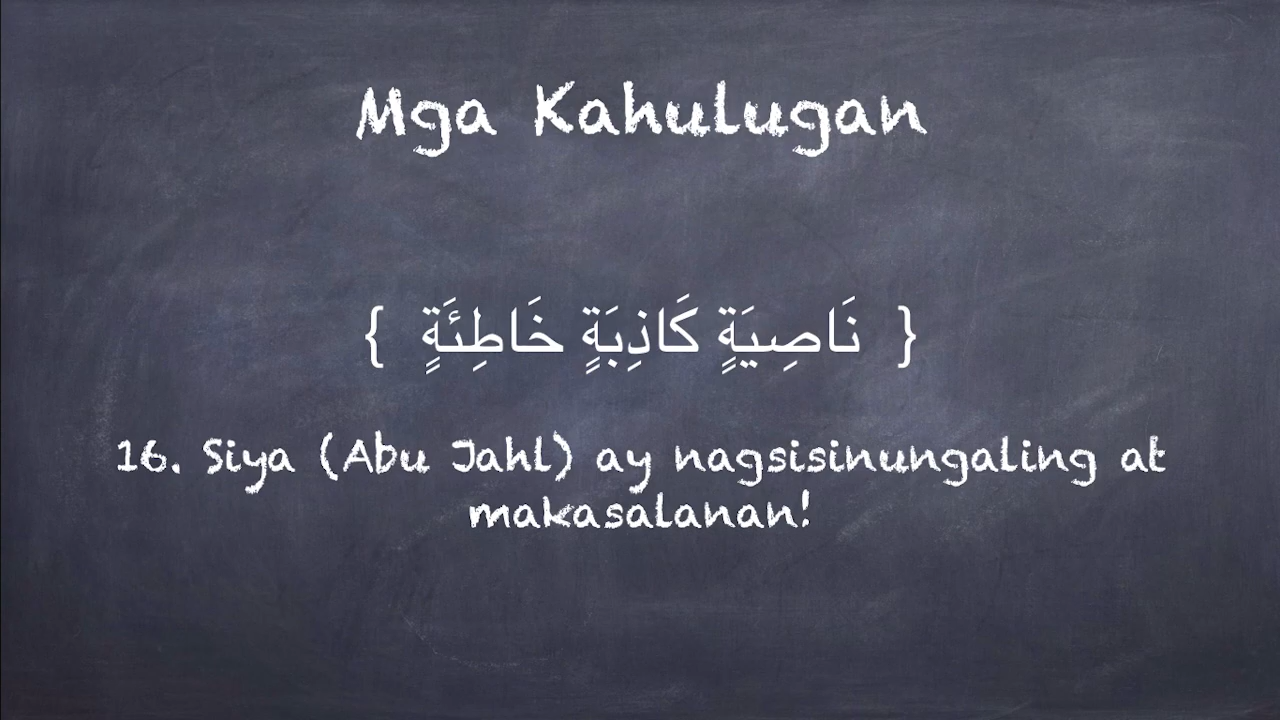 Mga Kahulugan
{ نَاصِيَةٍ كَاذِبَةٍ خَاطِئَةٍ }
16. Siya (Abu Jahl) ay nagsisinungaling at
makasalanan!